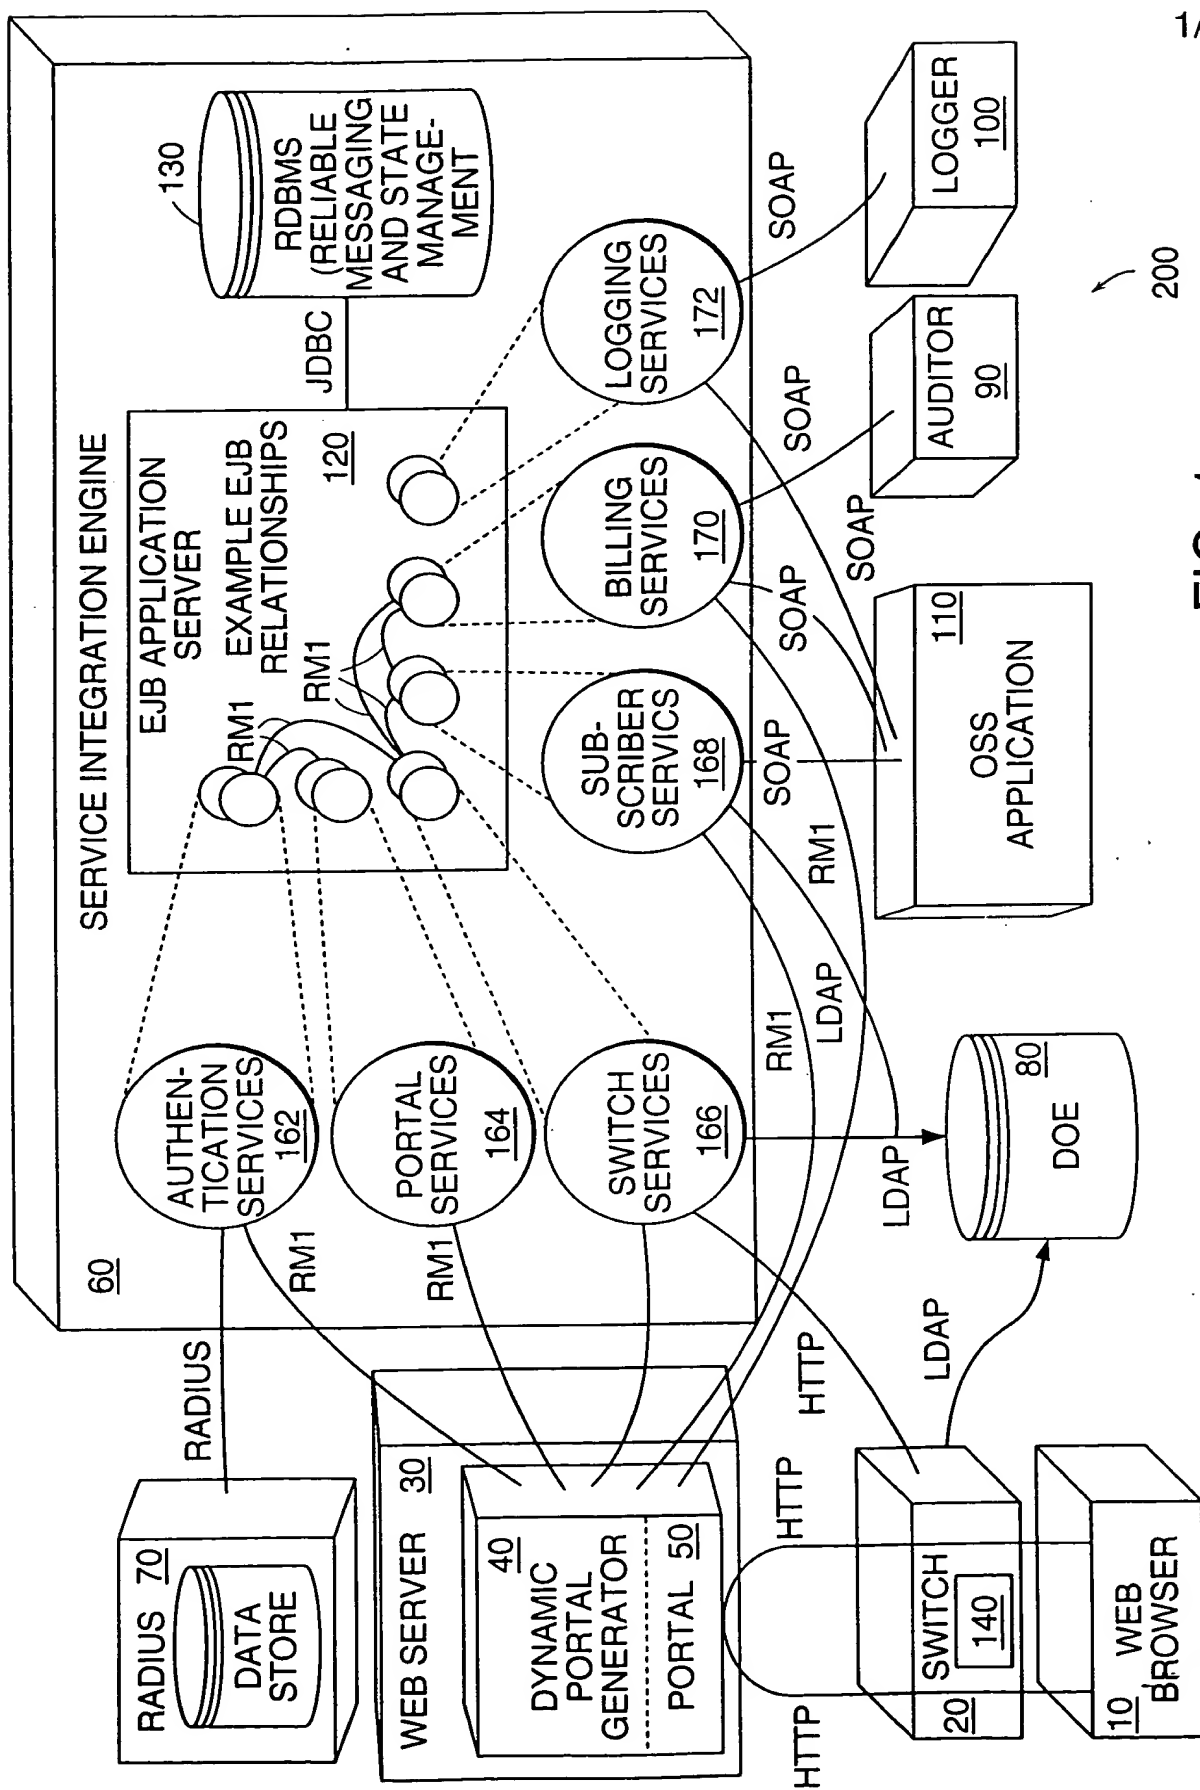 1/
SERVICE INTEGRATION ENGINE
60
EJB APPLICATION
SERVER
EXAMPLE EJB
RELATIONSHIPS
120
RM1
RM1
JDBC
130
RDBMS
(RELIABLE
MESSAGING
AND STATE
MANAGE-
MENT
AUTHEN-
TICATION
SERVICES
162
PORTAL
SERVICES
164
SWITCH
SERVICES
166
SUB-
SCRIBER
SERVICS
168
BILLING
SERVICES
170
LOGGING
SERVICES
172
RADIUS
RM1
RM1
RADIUS 70
DATA
STORE
WEB SERVER 30
40
DYNAMIC
PORTAL
GENERATOR
PORTAL 50
HTTP
HTTP
HTTP
LDAP
LDAP
RM1
LDAP
RM1
SOAP
SOAP
SOAP
SOAP
SOAP
SWITCH
140
20
10
WEB
BROWSER
DOE
80
110
OSS
APPLICATION
AUDITOR
90
LOGGER
100
200